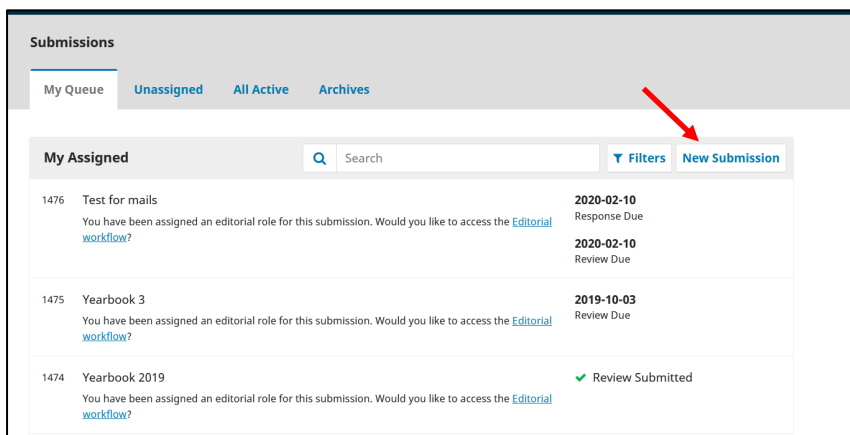 Submissions
My Queue Unassigned All Active Archives
My Assigned Search Filters New Submission
1476 Test for mails 2020-02-10
You have been assigned an editorial role for this submission. Would you like to access the Editorial Response Due
workflow? 2020-02-10
Review Due
1475 Yearbook 3 2019-10-03
You have been assigned an editorial role for this submission. Would you like to access the Editorial Review Due
workflow?
1474 Yearbook 2019 Review Submitted
You have been assigned an editorial role for this submission. Would you like to access the Editorial
workflow?